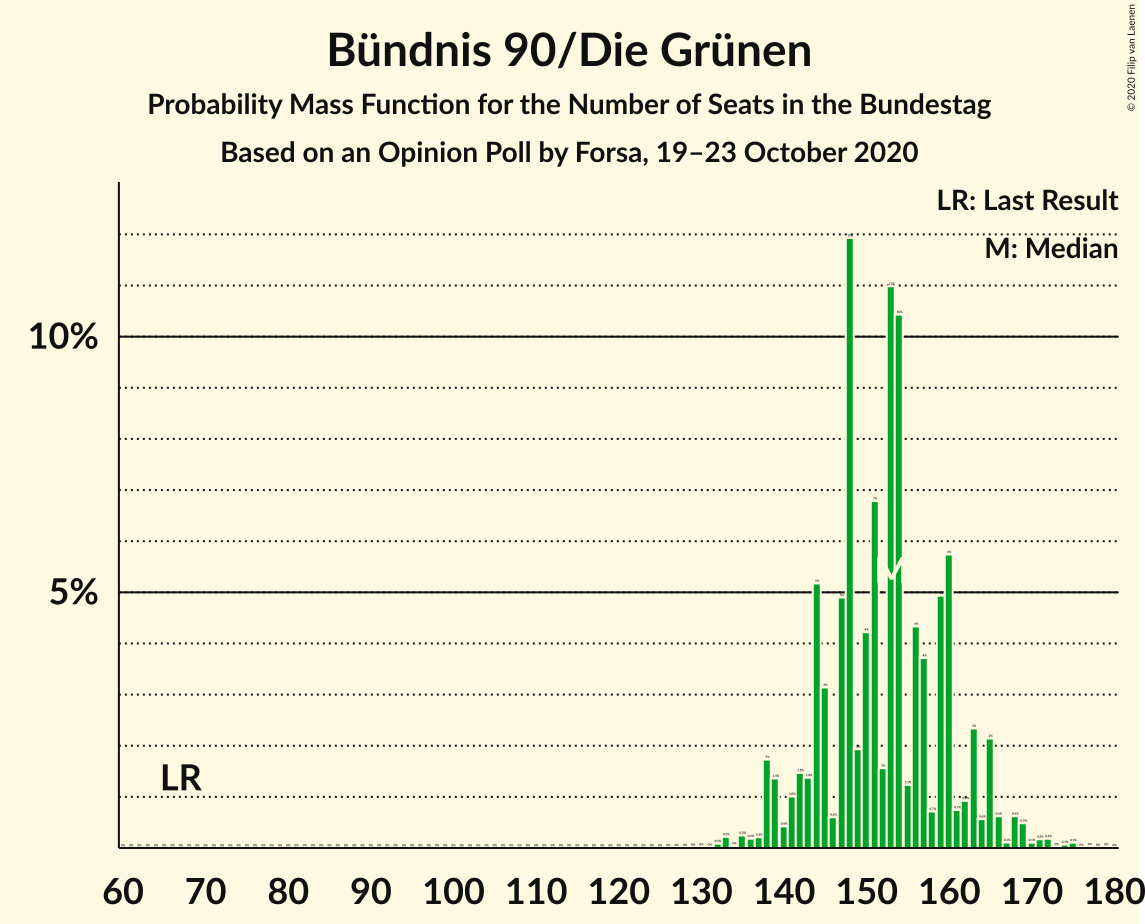 Bündnis 90/Die Grünen
Probability Mass Function for the Number of Seats in the Bundestag
Based on an Opinion Poll by Forsa, 19–23 October 2020
© 2020 Filip van Laenen
LR: Last Result
M: Median
10%
5%
LR
M
60 70 80 90 100 110 120 130 140 150 160 170 180